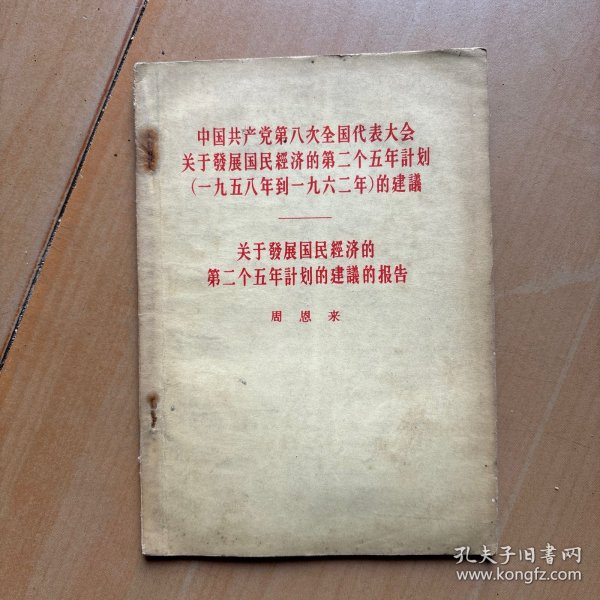 中国共产党第八次全国代表大会
关于發展国民經济的第二个五年計划
(一九五八年到一九六二年)的建議
关于發展国民經济的
第二个五年計划的建議的报告
周恩来
孔夫子旧书网
www.kongfz.com